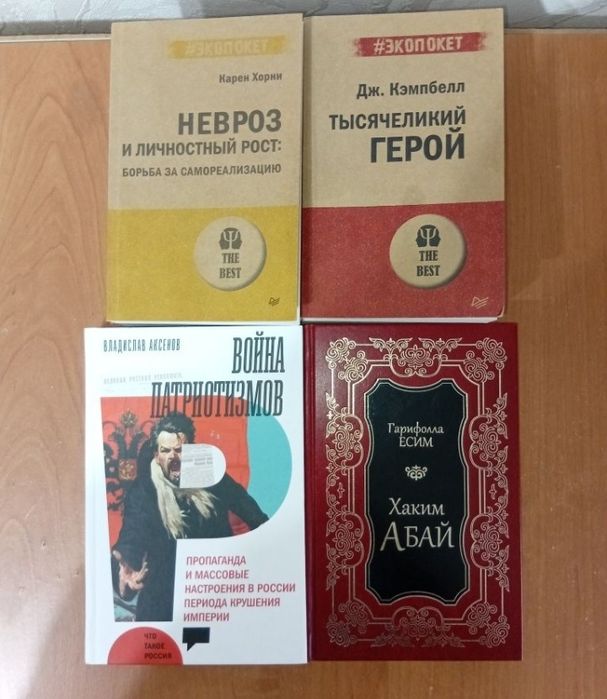 #ЭКОПОКЕТ
Карен Хорни
НЕВРОЗ
И ЛИЧНОСТНЫЙ РОСТ:
БОРЬБА ЗА САМОРЕАЛИЗАЦИЮ
THE
BEST
#ЭКОПОКЕТ
Дж. Кэмпбелл
ТЫСЯЧЕЛИКИЙ
ГЕРОЙ
THE
BEST
ВЛАДИСЛАВ АКСЕНОВ
ВОЙНА
ПАТРИОТИЗМОВ
ПРОПАГАНДА
И МАССОВЫЕ
НАСТРОЕНИЯ В РОССИИ
ПЕРИОДА КРУШЕНИЯ
ИМПЕРИИ
ЧТО
ТАКОЕ
РОССИЯ
Гарифолла
ЕСИМ
Хаким
АБАЙ